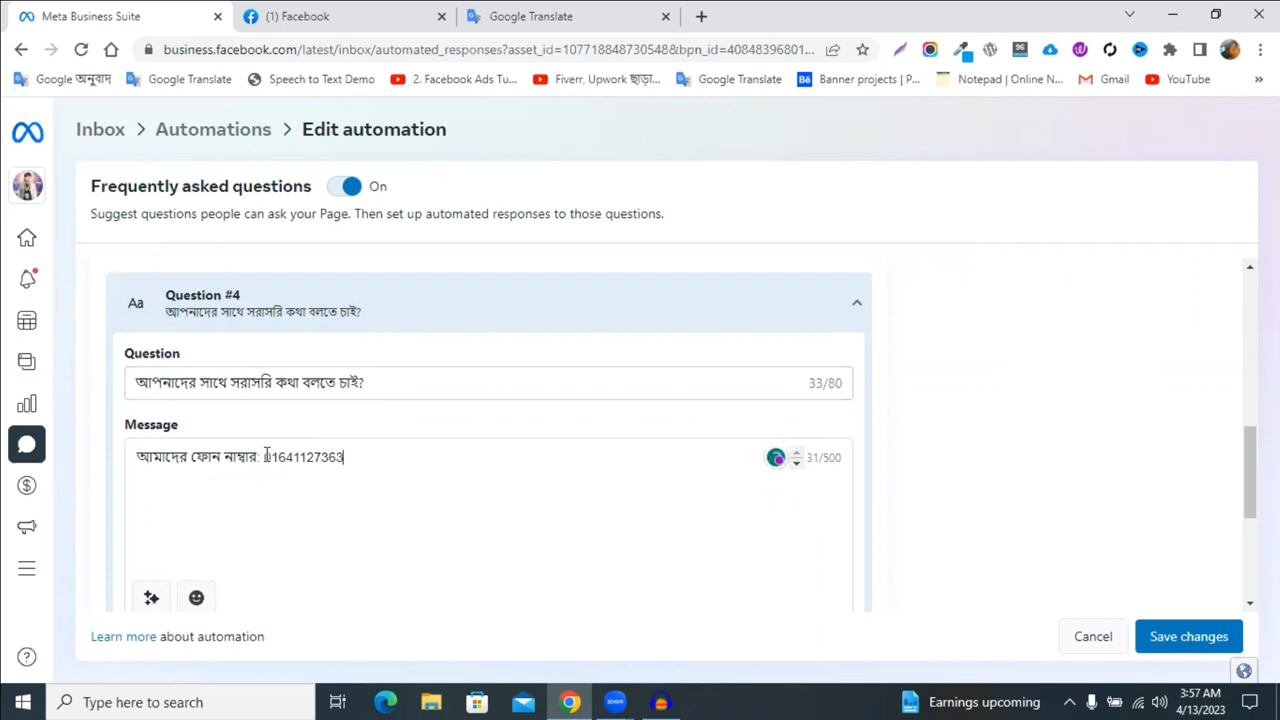 Meta Business Suite
(1) Facebook
Google Translate
business.facebook.com/latest/inbox/automated_responses?asset_id=107718848730548&bpn_id=40848396801...
Google অনুবাদ
Google Translate
Speech to Text Demo
2. Facebook Ads Tu...
Fiverr, Upwork ছাড়া...
Google Translate
Banner projects | P...
Notepad | Online N...
Gmail
YouTube
»
Inbox > Automations > Edit automation
Frequently asked questions
On
Suggest questions people can ask your Page. Then set up automated responses to those questions.
Aa
Question #4
আপনাদের সাথে সরাসরি কথা বলতে চাই?
Question
আপনাদের সাথে সরাসরি কথা বলতে চাই?
33/80
Message
আমাদের ফোন নাম্বার: 01641127363
31/500
Learn more about automation
Cancel
Save changes
Type here to search
zoom
Earnings upcoming
3:57 AM
4/13/2023